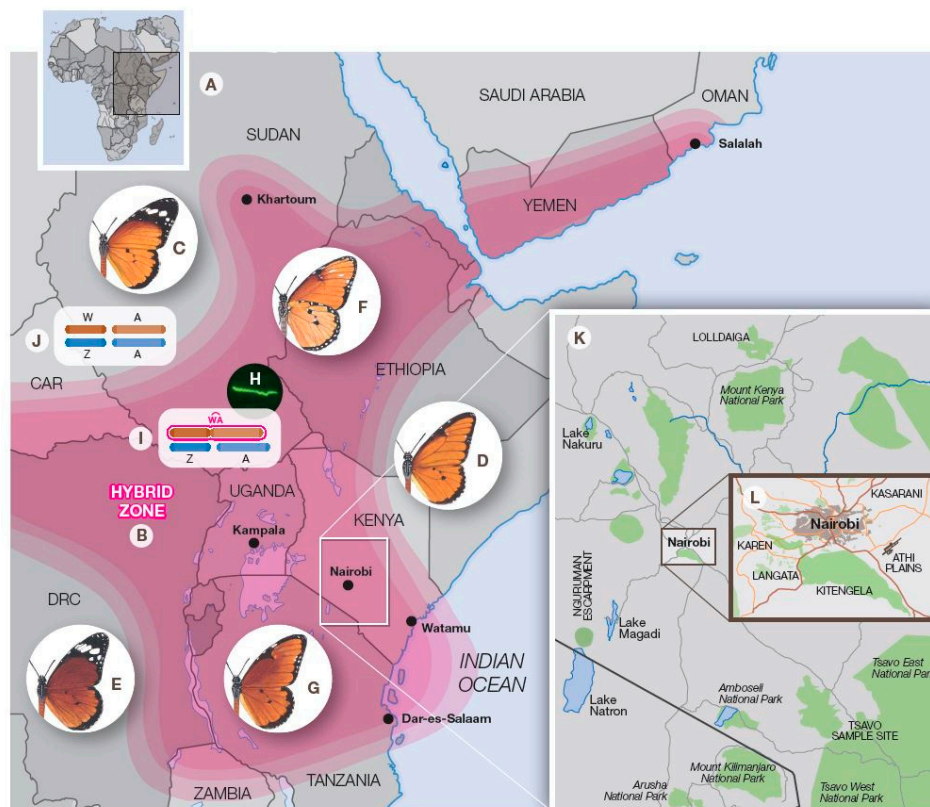 A
SAUDI ARABIA
OMAN
SUDAN
Salalah
Khartoum
YEMEN
C
F
J
W A
Z A
H
CAR
ETHIOPIA
I
WA
Z A
D
HYBRID
ZONE
B
UGANDA
Kampala
KENYA
Nairobi
DRC
Watamu
E
G
INDIAN
OCEAN
Dar-es-Salaam
TANZANIA
ZAMBIA
K
LOLLDAIGA
Mount Kenya
National Park
Lake
Nakuru
L
KASARANI
Nairobi
Nairobi
KAREN
ATHI
PLAINS
LANGATA
KITENGELA
NGURUMAN
ESCARPMENT
Lake
Magadi
Tsavo East
National Park
Lake
Natron
Amboseli
National Park
TSAVO
SAMPLE SITE
Mount Kilimanjaro
National Park
Arusha
National Park
Tsavo West
National Park